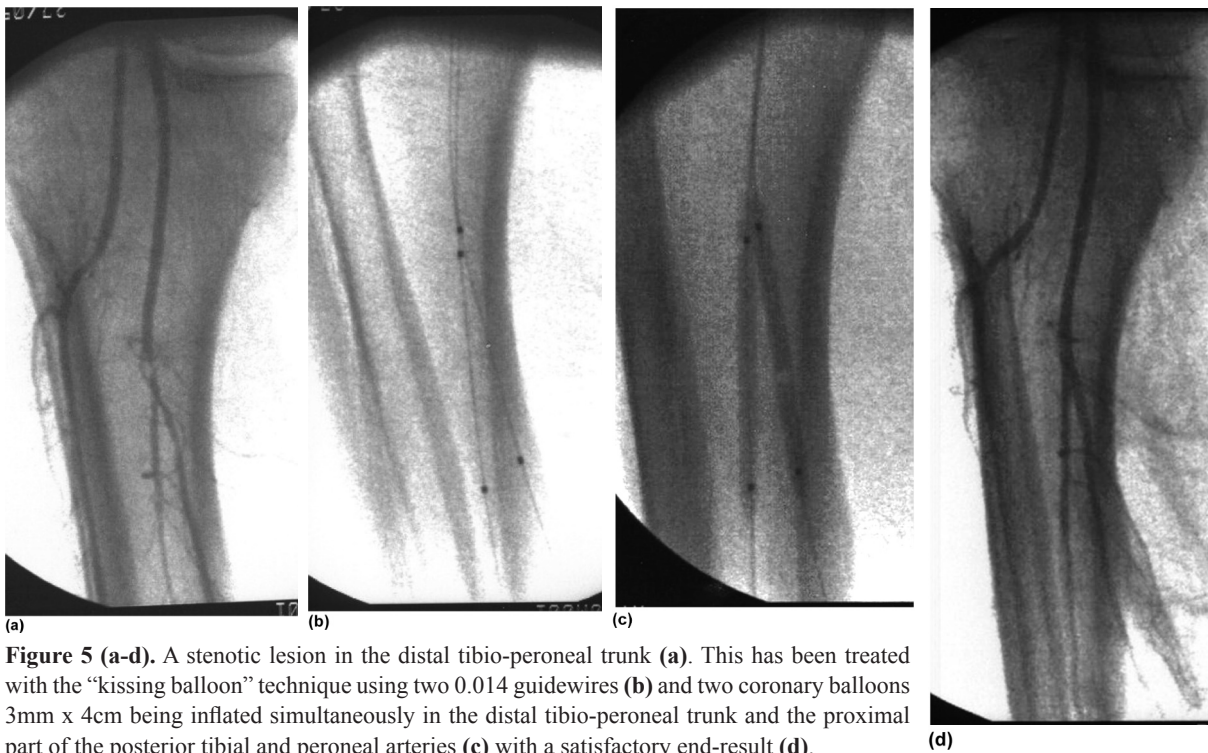 (a)
(b)
(c)
(d)
Figure 5 (a-d). A stenotic lesion in the distal tibio-peroneal trunk (a). This has been treated
with the “kissing balloon” technique using two 0.014 guidewires (b) and two coronary balloons
3mm x 4cm being inflated simultaneously in the distal tibio-peroneal trunk and the proximal
part of the posterior tibial and peroneal arteries (c) with a satisfactory end-result (d).